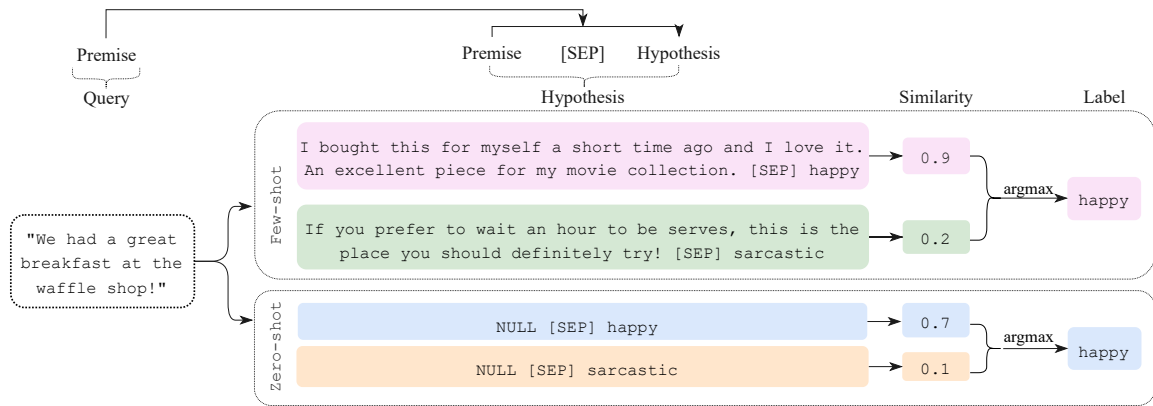 Premise
Premise [SEP] Hypothesis
Query
Hypothesis
Similarity
Label
Few-shot
I bought this for myself a short time ago and I love it.
An excellent piece for my movie collection. [SEP] happy
0.9
If you prefer to wait an hour to be serves, this is the
place you should definitely try! [SEP] sarcastic
0.2
argmax
happy
"We had a great
breakfast at the
waffle shop!"
Zero-shot
NULL [SEP] happy
0.7
NULL [SEP] sarcastic
0.1
argmax
happy